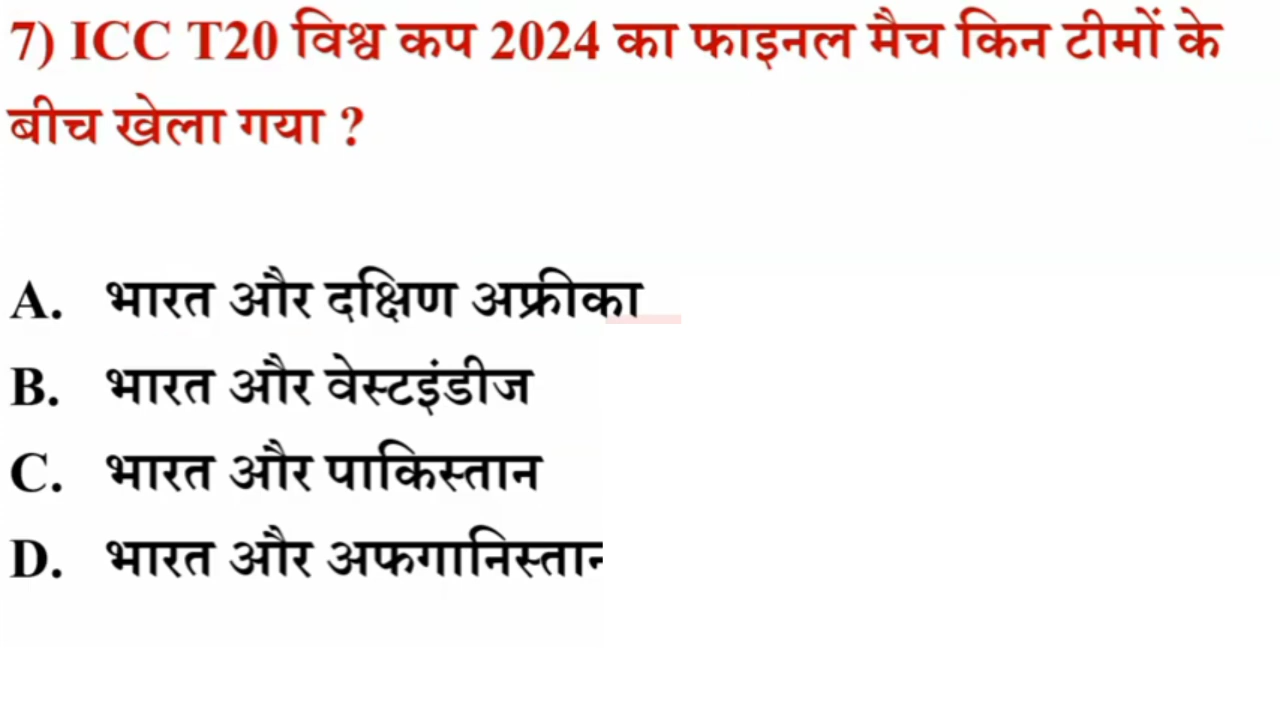 7) ICC T20 विश्व कप 2024 का फाइनल मैच किन टीमों के
बीच खेला गया ?
A. भारत और दक्षिण अफ्रीका
B. भारत और वेस्टइंडीज
C. भारत और पाकिस्तान
D. भारत और अफगानिस्तान